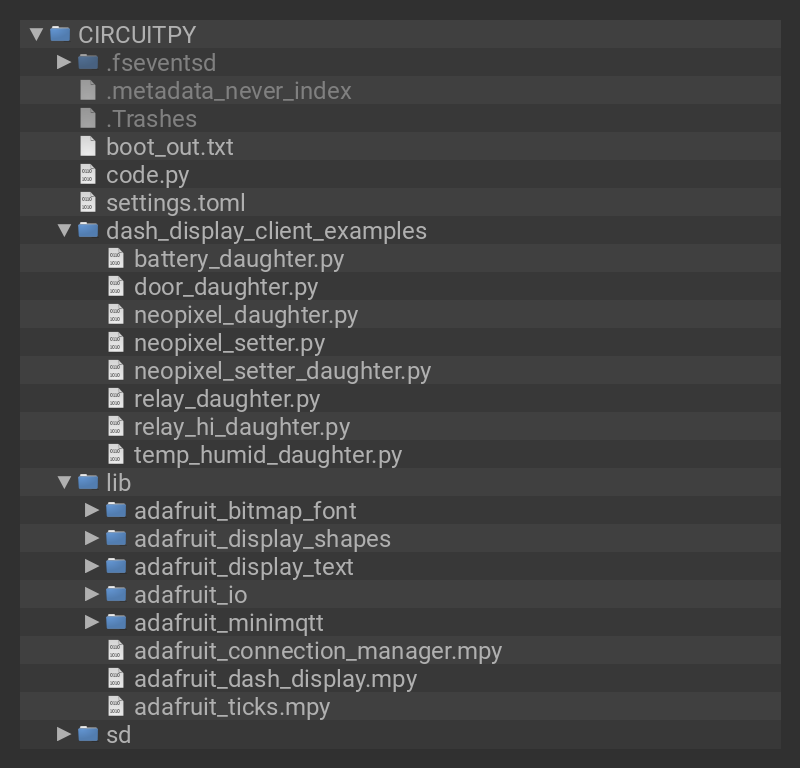 CIRCUITPY
.fseventsd
.metadata_never_index
.Trashes
boot_out.txt
code.py
settings.toml
dash_display_client_examples
battery_daughter.py
door_daughter.py
neopixel_daughter.py
neopixel_setter.py
neopixel_setter_daughter.py
relay_daughter.py
relay_hi_daughter.py
temp_humid_daughter.py
lib
adafruit_bitmap_font
adafruit_display_shapes
adafruit_display_text
adafruit_io
adafruit_minimqtt
adafruit_connection_manager.mpy
adafruit_dash_display.mpy
adafruit_ticks.mpy
sd